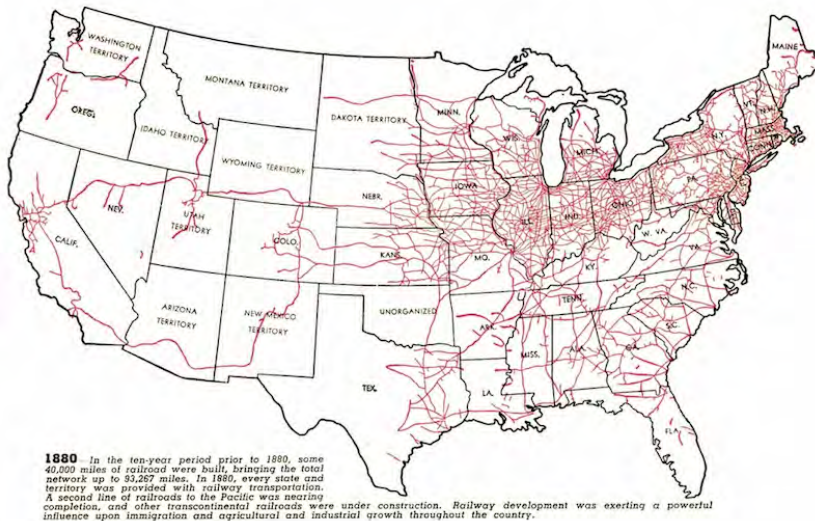 WASHINGTON
TERRITORY
MONTANA TERRITORY
DAKOTA TERRITORY
MINN.
WIS.
MICH.
MAINE
VT.
N.H.
MASS.
CONN.
N.Y.
PA.
OREG.
IDAHO TERRITORY
WYOMING TERRITORY
NEBR.
IOWA
ILL.
IND.
OHIO
W. VA.
VA.
NEV.
UTAH
TERRITORY
COLO.
KANS.
MO.
KY.
CALIF.
ARIZONA
TERRITORY
NEW MEXICO
TERRITORY
UNORGANIZED
ARK.
TENN.
N.C.
S.C.
TEX.
LA.
MISS.
ALA.
GA.
FLA.
1880 In the ten-year period prior to 1880, some
40,000 miles of railroad were built, bringing the total
network up to 93,267 miles. In 1880, every state and
territory was provided with railway transportation.
A second line of railroads to the Pacific was nearing
completion, and other transcontinental railroads were under construction. Railway development was exerting a powerful
influence upon immigration and agricultural and industrial growth throughout the country.